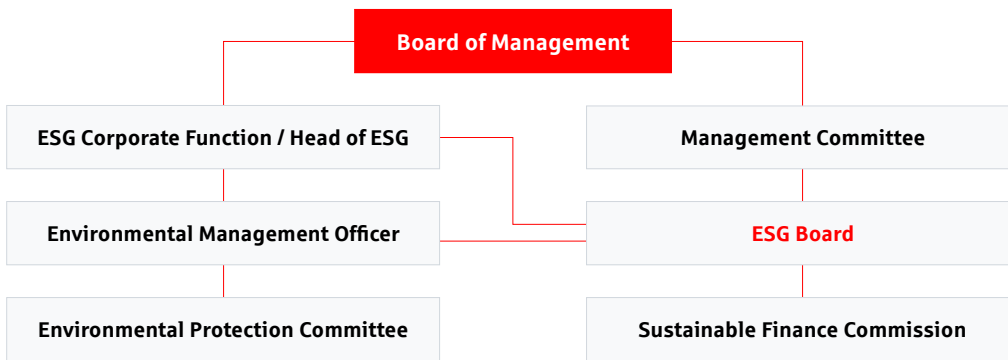 Board of Management
ESG Corporate Function / Head of ESG
Management Committee
Environmental Management Officer
ESG Board
Environmental Protection Committee
Sustainable Finance Commission